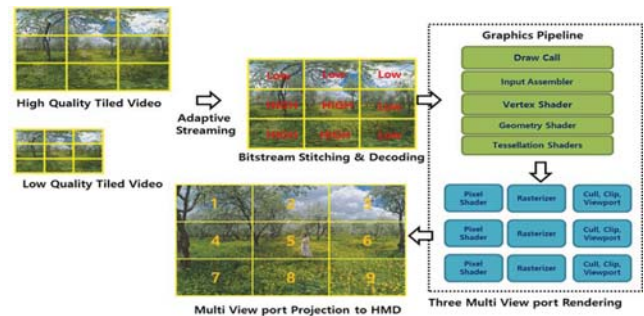 High Quality Tiled Video
Low Quality Tiled Video
Adaptive
Streaming
Low Low Low
HIGH HIGH Low
HIGH HIGH Low
Bitstream Stitching & Decoding
Graphics Pipeline
Draw Call
Input Assembler
Vertex Shader
Geometry Shader
Tessellation Shaders
Pixel
Shader
Rasterizer
Cull, Clip,
Viewport
Pixel
Shader
Rasterizer
Cull, Clip,
Viewport
Pixel
Shader
Rasterizer
Cull, Clip,
Viewport
Three Multi View port Rendering
1 2 3
4 5 6
7 8 9
Multi View port Projection to HMD